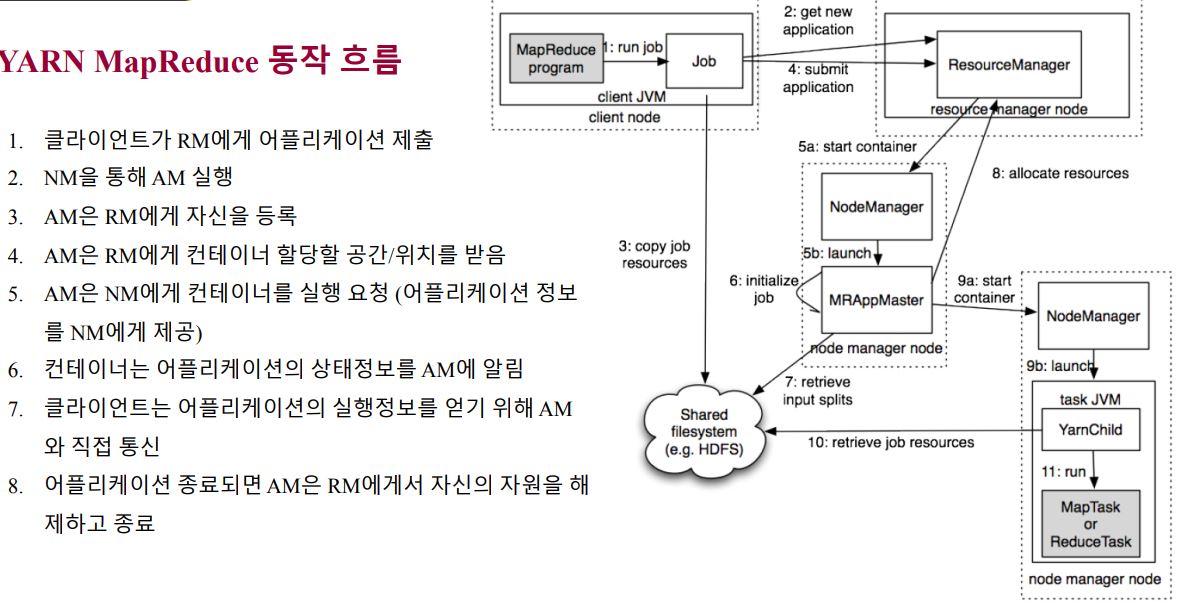 YARN MapReduce 동작 흐름
1. 클라이언트가 RM에게 어플리케이션 제출
2. NM을 통해 AM 실행
3. AM은 RM에게 자신을 등록
4. AM은 RM에게 컨테이너 할당할 공간/위치를 받음
5. AM은 NM에게 컨테이너를 실행 요청 (어플리케이션 정보
를 NM에게 제공)
6. 컨테이너는 어플리케이션의 상태정보를 AM에 알림
7. 클라이언트는 어플리케이션의 실행정보를 얻기 위해 AM
와 직접 통신
8. 어플리케이션 종료되면 AM은 RM에게서 자신의 자원을 해
제하고 종료
MapReduce
program
1: run job
Job
client JVM
client node
2: get new
application
4: submit
application
ResourceManager
resource manager node
5a: start container
8: allocate resources
NodeManager
3: copy job
resources
5b: launch
6: initialize
job
MRAppMaster
node manager node
9a: start
container
NodeManager
7: retrieve
input splits
9b: launch
Shared
filesystem
(e.g. HDFS)
task JVM
YarnChild
10: retrieve job resources
11: run
MapTask
or
ReduceTask
node manager node